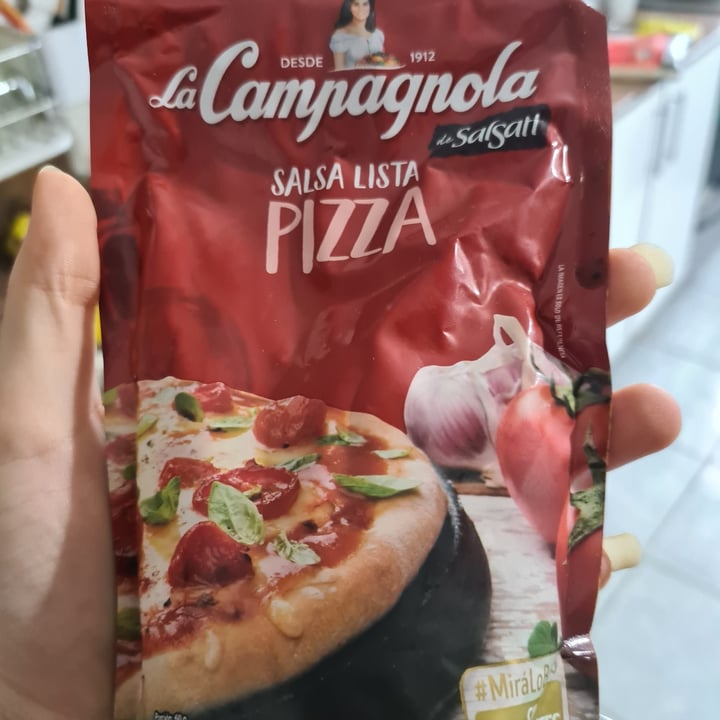 DESDE 1912
La Campagnola
de Salsati
SALSA LISTA
PIZZA
#MiráLo